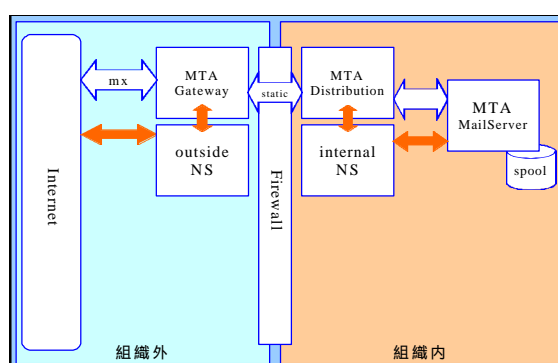 Internet
mx
MTA
Gateway
outside
NS
static
Firewall
MTA
Distribution
internal
NS
MTA
MailServer
spool
組織外
組織内